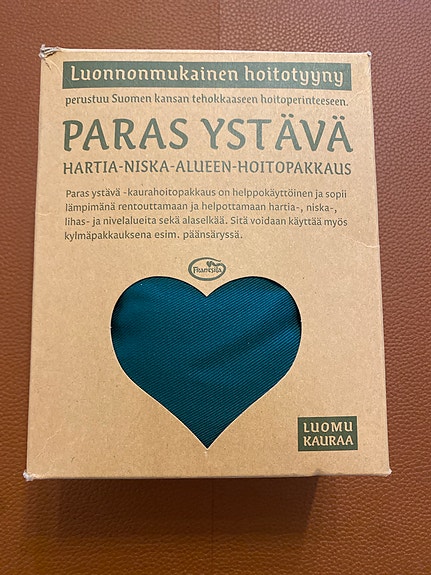 Luonnonmukainen hoitotyyny
perustuu Suomen kansan tehokkaaseen hoitoperinteeseen.
PARAS YSTÄVÄ
HARTIA-NISKA-ALUEEN-HOITOPAKKAUS
Paras ystävä -kaurahoitopakkaus on helppokäyttöinen ja sopii
lämpimänä rentouttamaan ja helpottamaan hartia-, niska-,
lihas- ja nivelalueita sekä alaselkää. Sitä voidaan käyttää myös
kylmäpakkauksena esim. päänsäryssä.
FRANTSILA
LUOMU
KAURAA